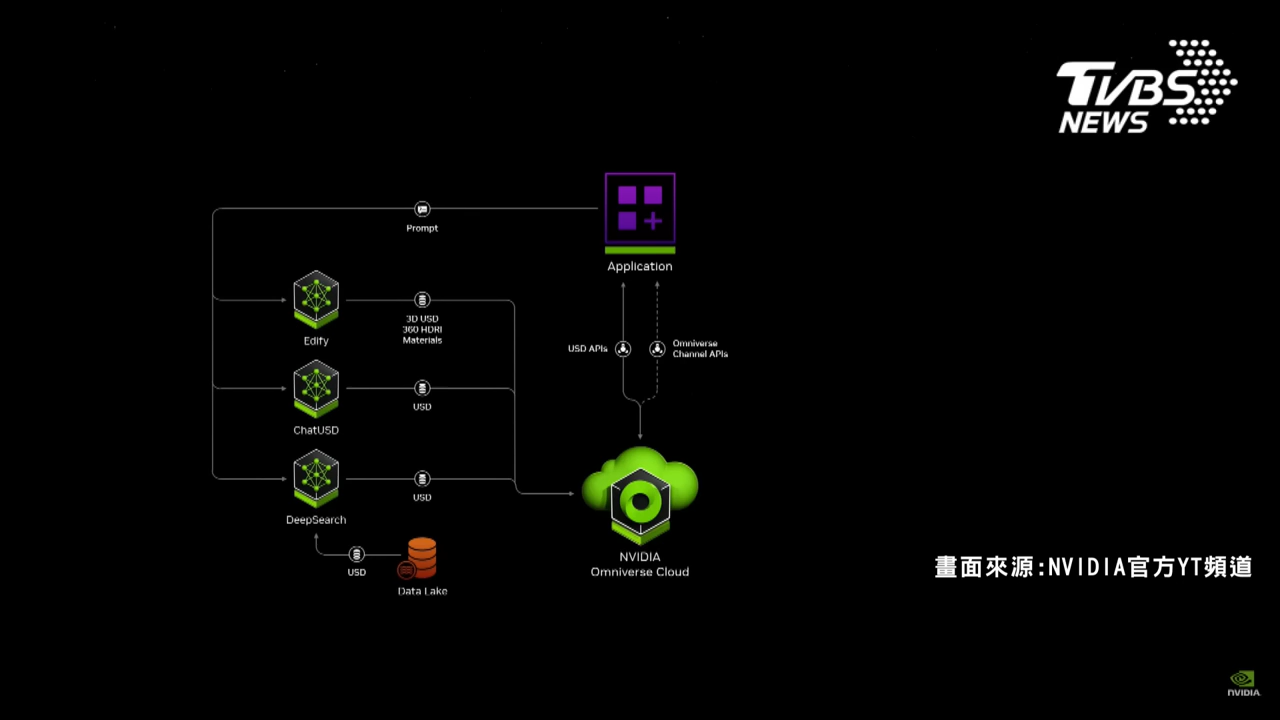 TVBS
NEWS
Prompt
Application
Edify
3D USD
360 HDRI
Materials
USD APIs
Omniverse
Channel APIs
ChatUSD
USD
DeepSearch
USD
USD
Data Lake
NVIDIA
Omniverse Cloud
畫面來源:NVIDIA官方YT頻道
NVIDIA